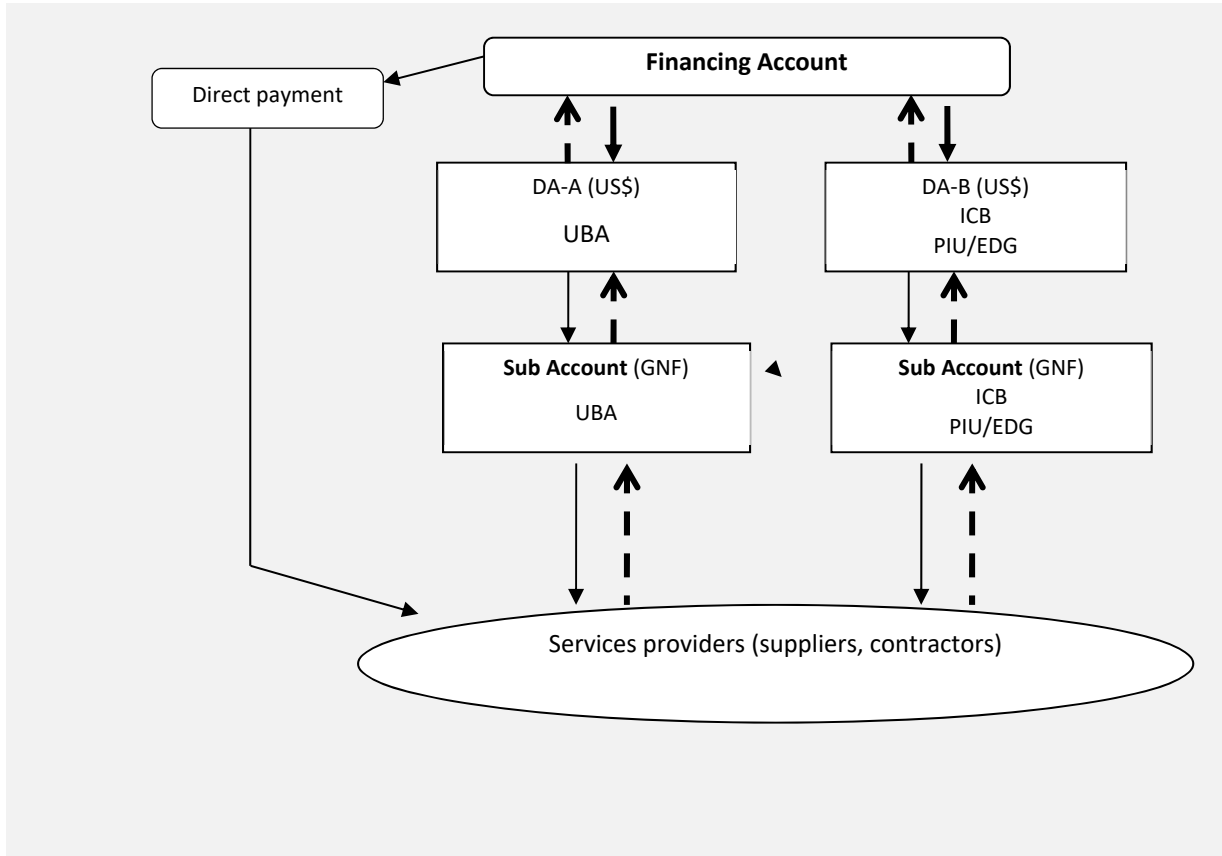 Financing Account
Direct payment
DA-A (US$)
UBA
DA-B (US$)
ICB
PIU/EDG
Sub Account (GNF)
UBA
Sub Account (GNF)
ICB
PIU/EDG
Services providers (suppliers, contractors)